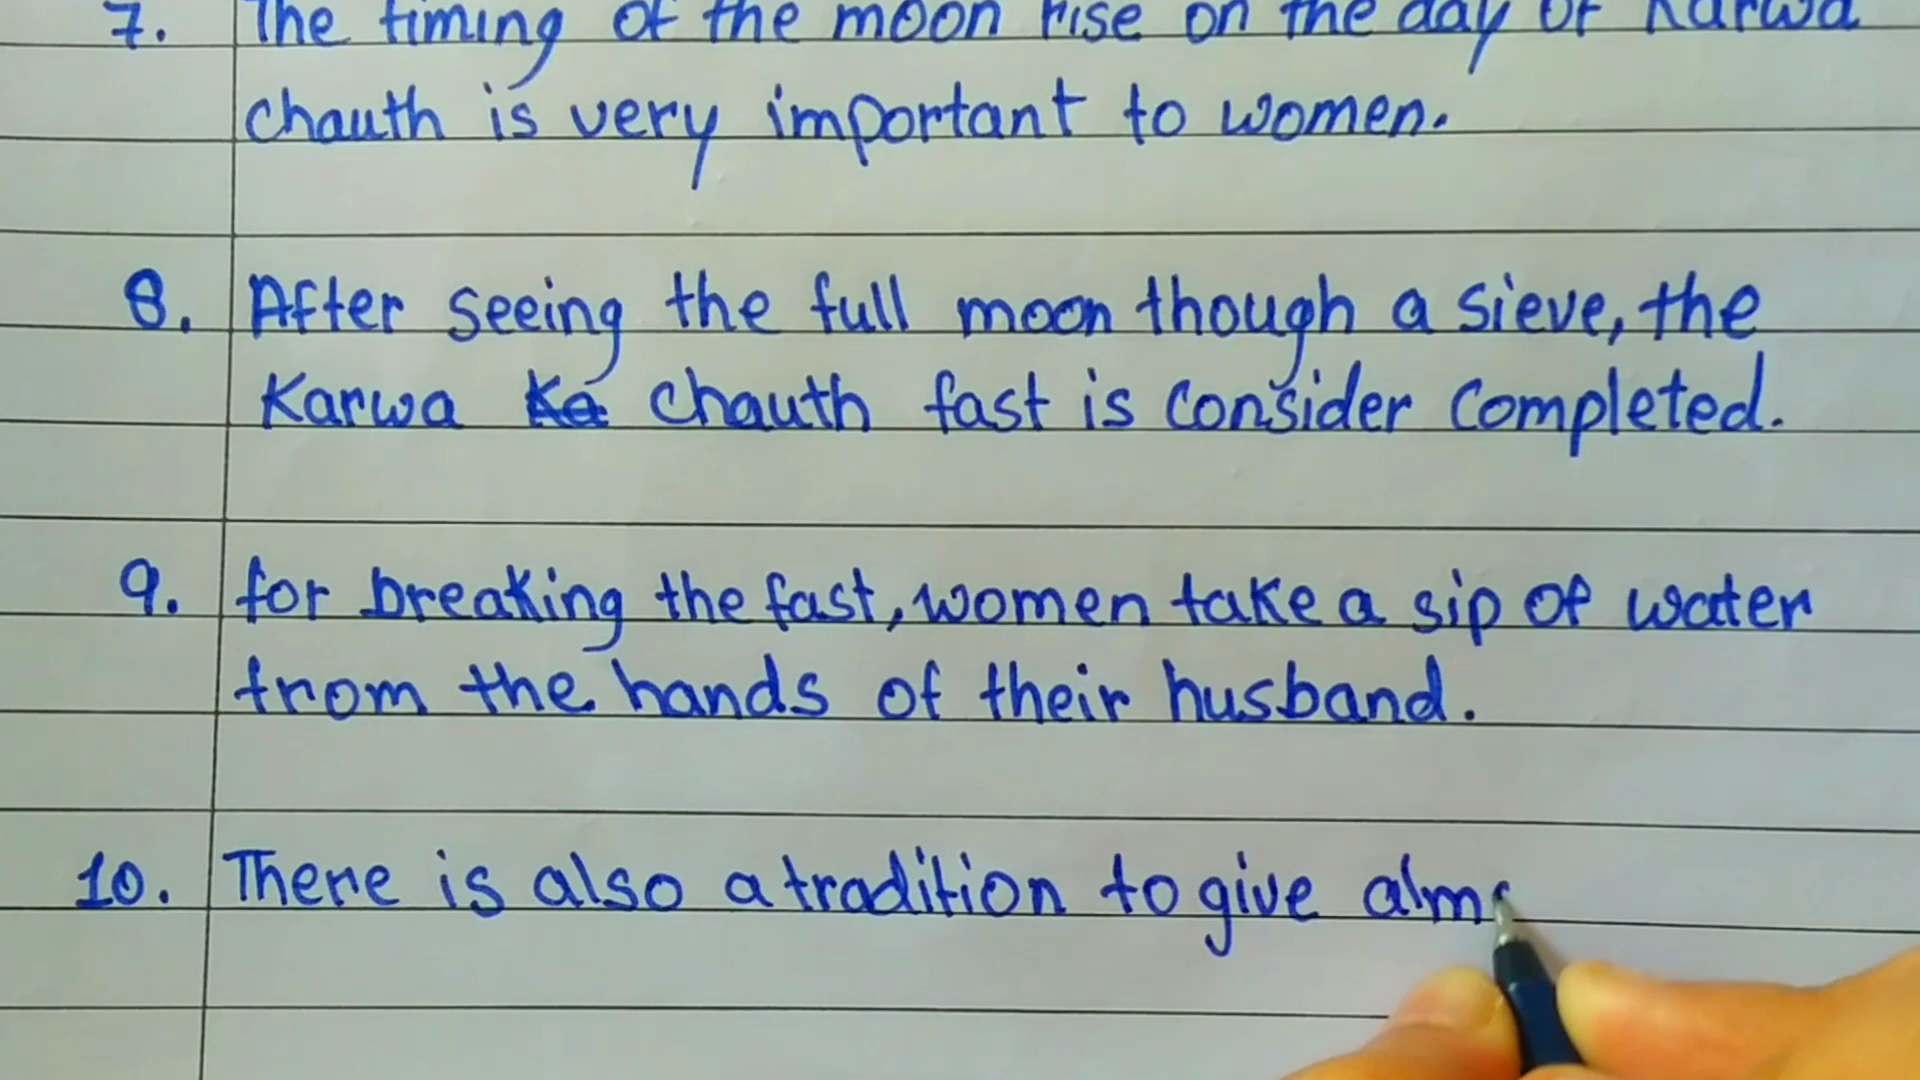 7. The timing of the moon rise on the day of Karwa
chauth is very important to women.
8. After seeing the full moon though a sieve, the
Karwa Ka chauth fast is consider completed.
9. for breaking the fast, women take a sip of water
from the hands of their husband.
10. There is also a tradition to give alms